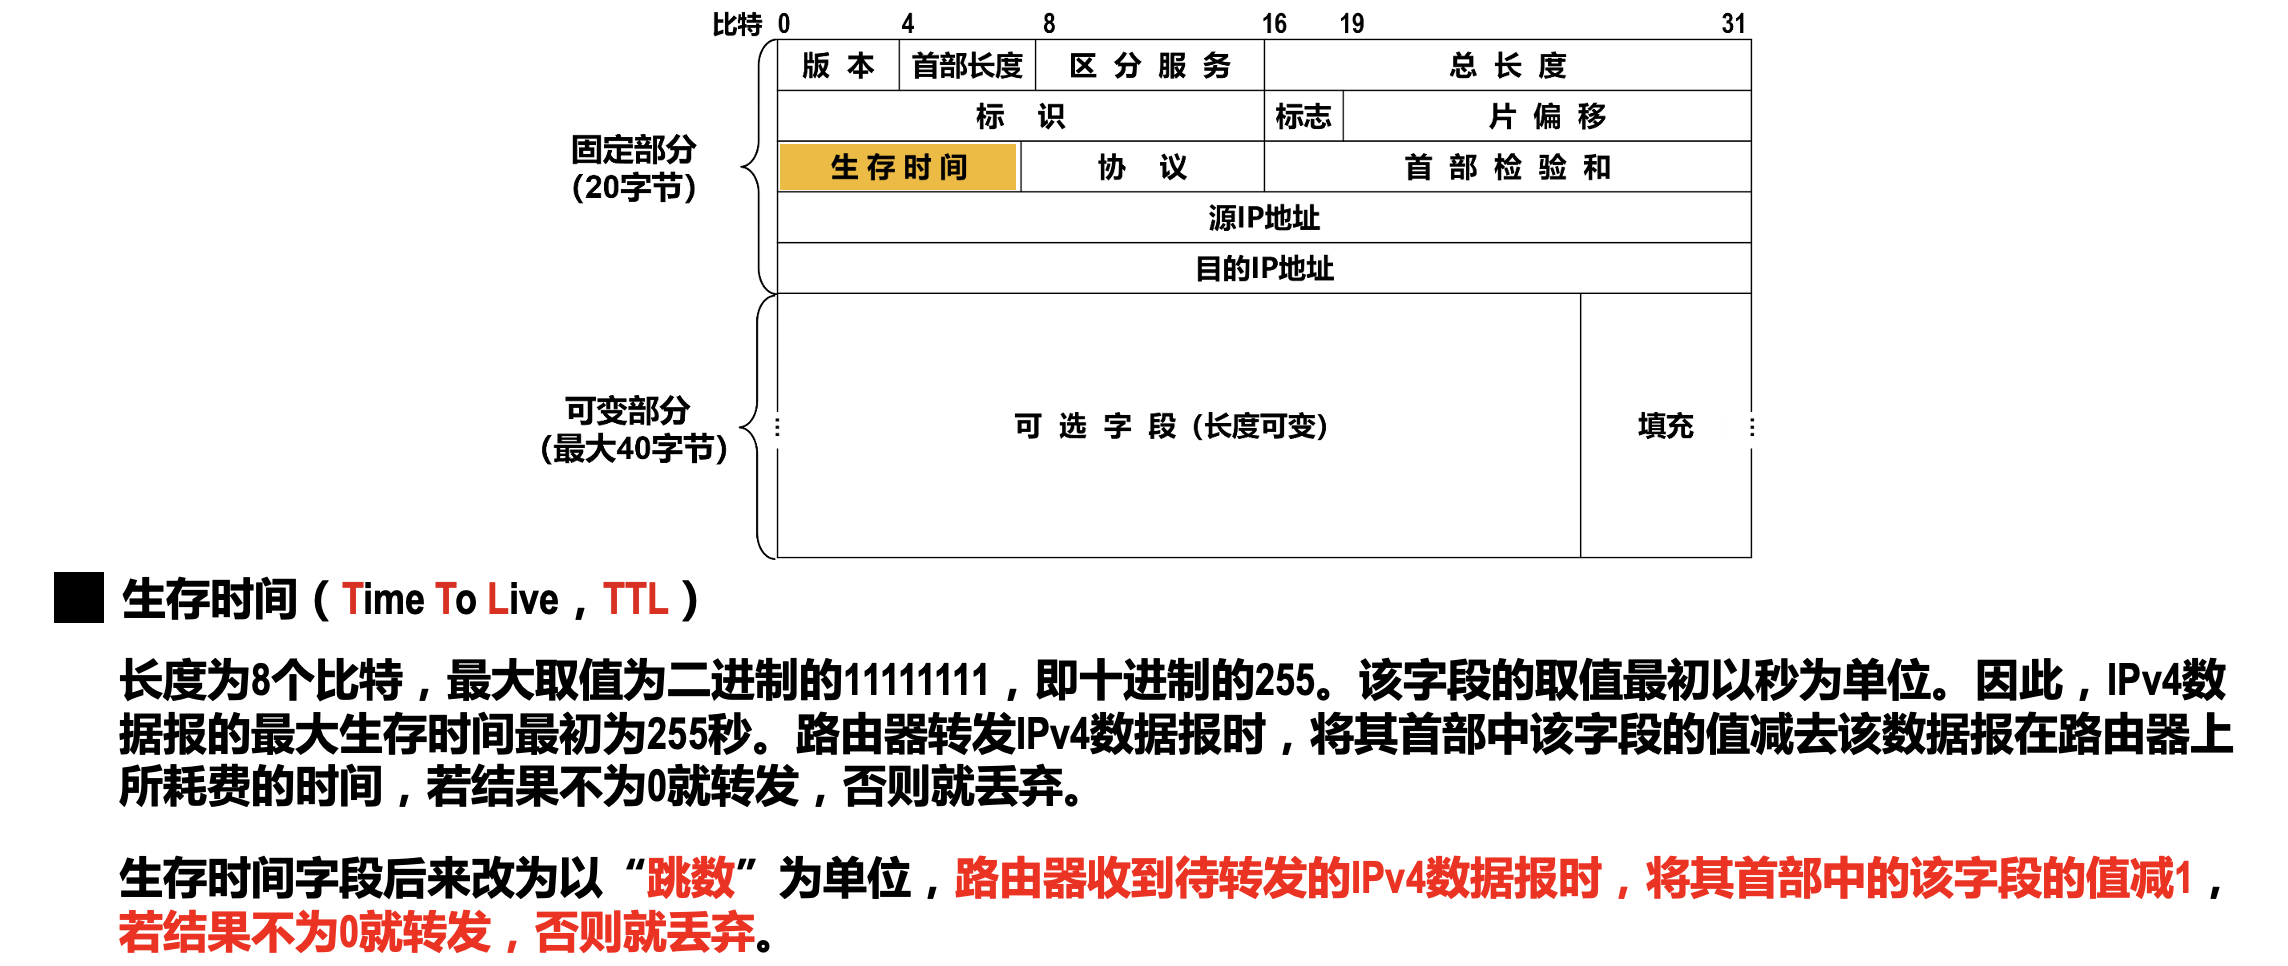 比特 0 4 8 16 19 31
版本 首部长度 区分服务 总长度
标识 标志 片偏移
固定部分
(20字节)
生存时间 协议 首部检验和
源IP地址
目的IP地址
可变部分
(最大40字节)
可选字段 (长度可变) 填充
生存时间（Time To Live，TTL）
长度为8个比特，最大取值为二进制的11111111，即十进制的255。该字段的取值最初以秒为单位。因此，IPv4数
据报的最大生存时间最初为255秒。路由器转发IPv4数据报时，将其首部中该字段的值减去该数据报在路由器上
所耗费的时间，若结果不为0就转发，否则就丢弃。
生存时间字段后来改为以“跳数”为单位，路由器收到待转发的IPv4数据报时，将其首部中的该字段的值减1，
若结果不为0就转发，否则就丢弃。